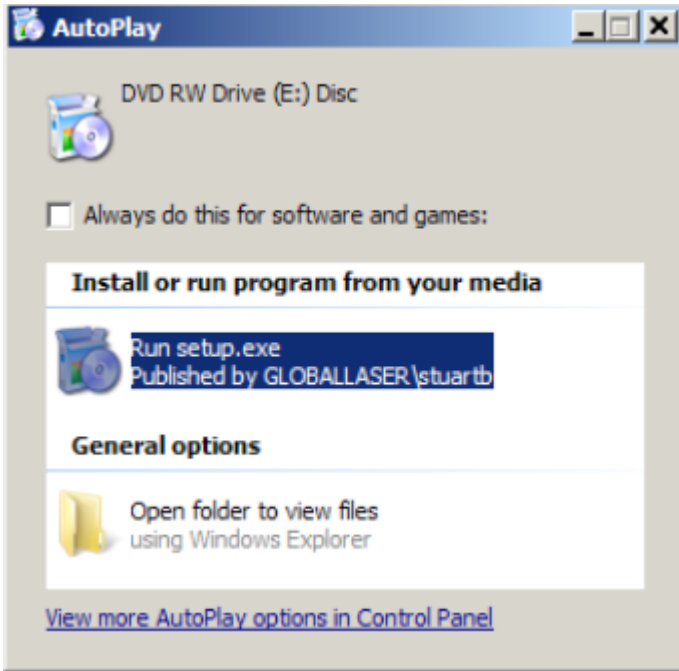 AutoPlay
DVD RW Drive (E:) Disc
Always do this for software and games:
Install or run program from your media
Run setup.exe
Published by GLOBALLASER\stuartb
General options
Open folder to view files
using Windows Explorer
View more AutoPlay options in Control Panel